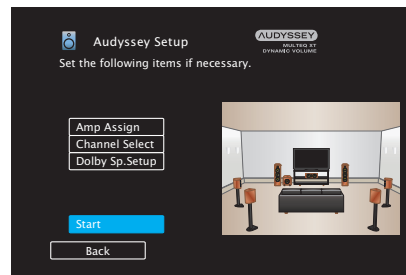 Audyssey Setup
AUDYSSEY
MULTEQ XT
DYNAMIC VOLUME
Set the following items if necessary.
Amp Assign
Channel Select
Dolby Sp.Setup
Start
Back